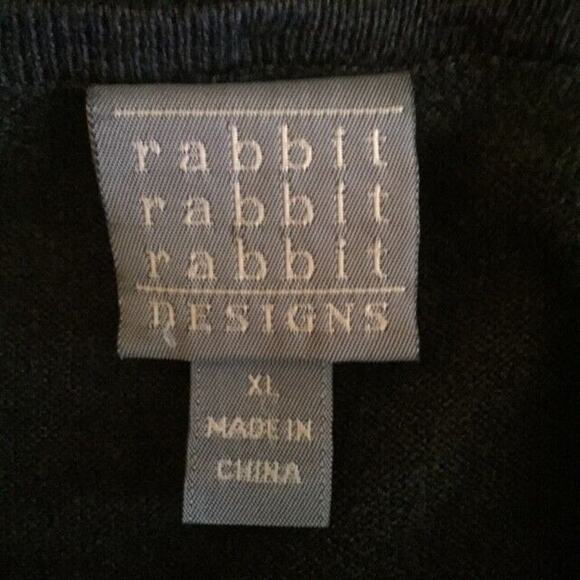 rabbit
rabbit
rabbit
DESIGNS
XL
MADE IN
CHINA